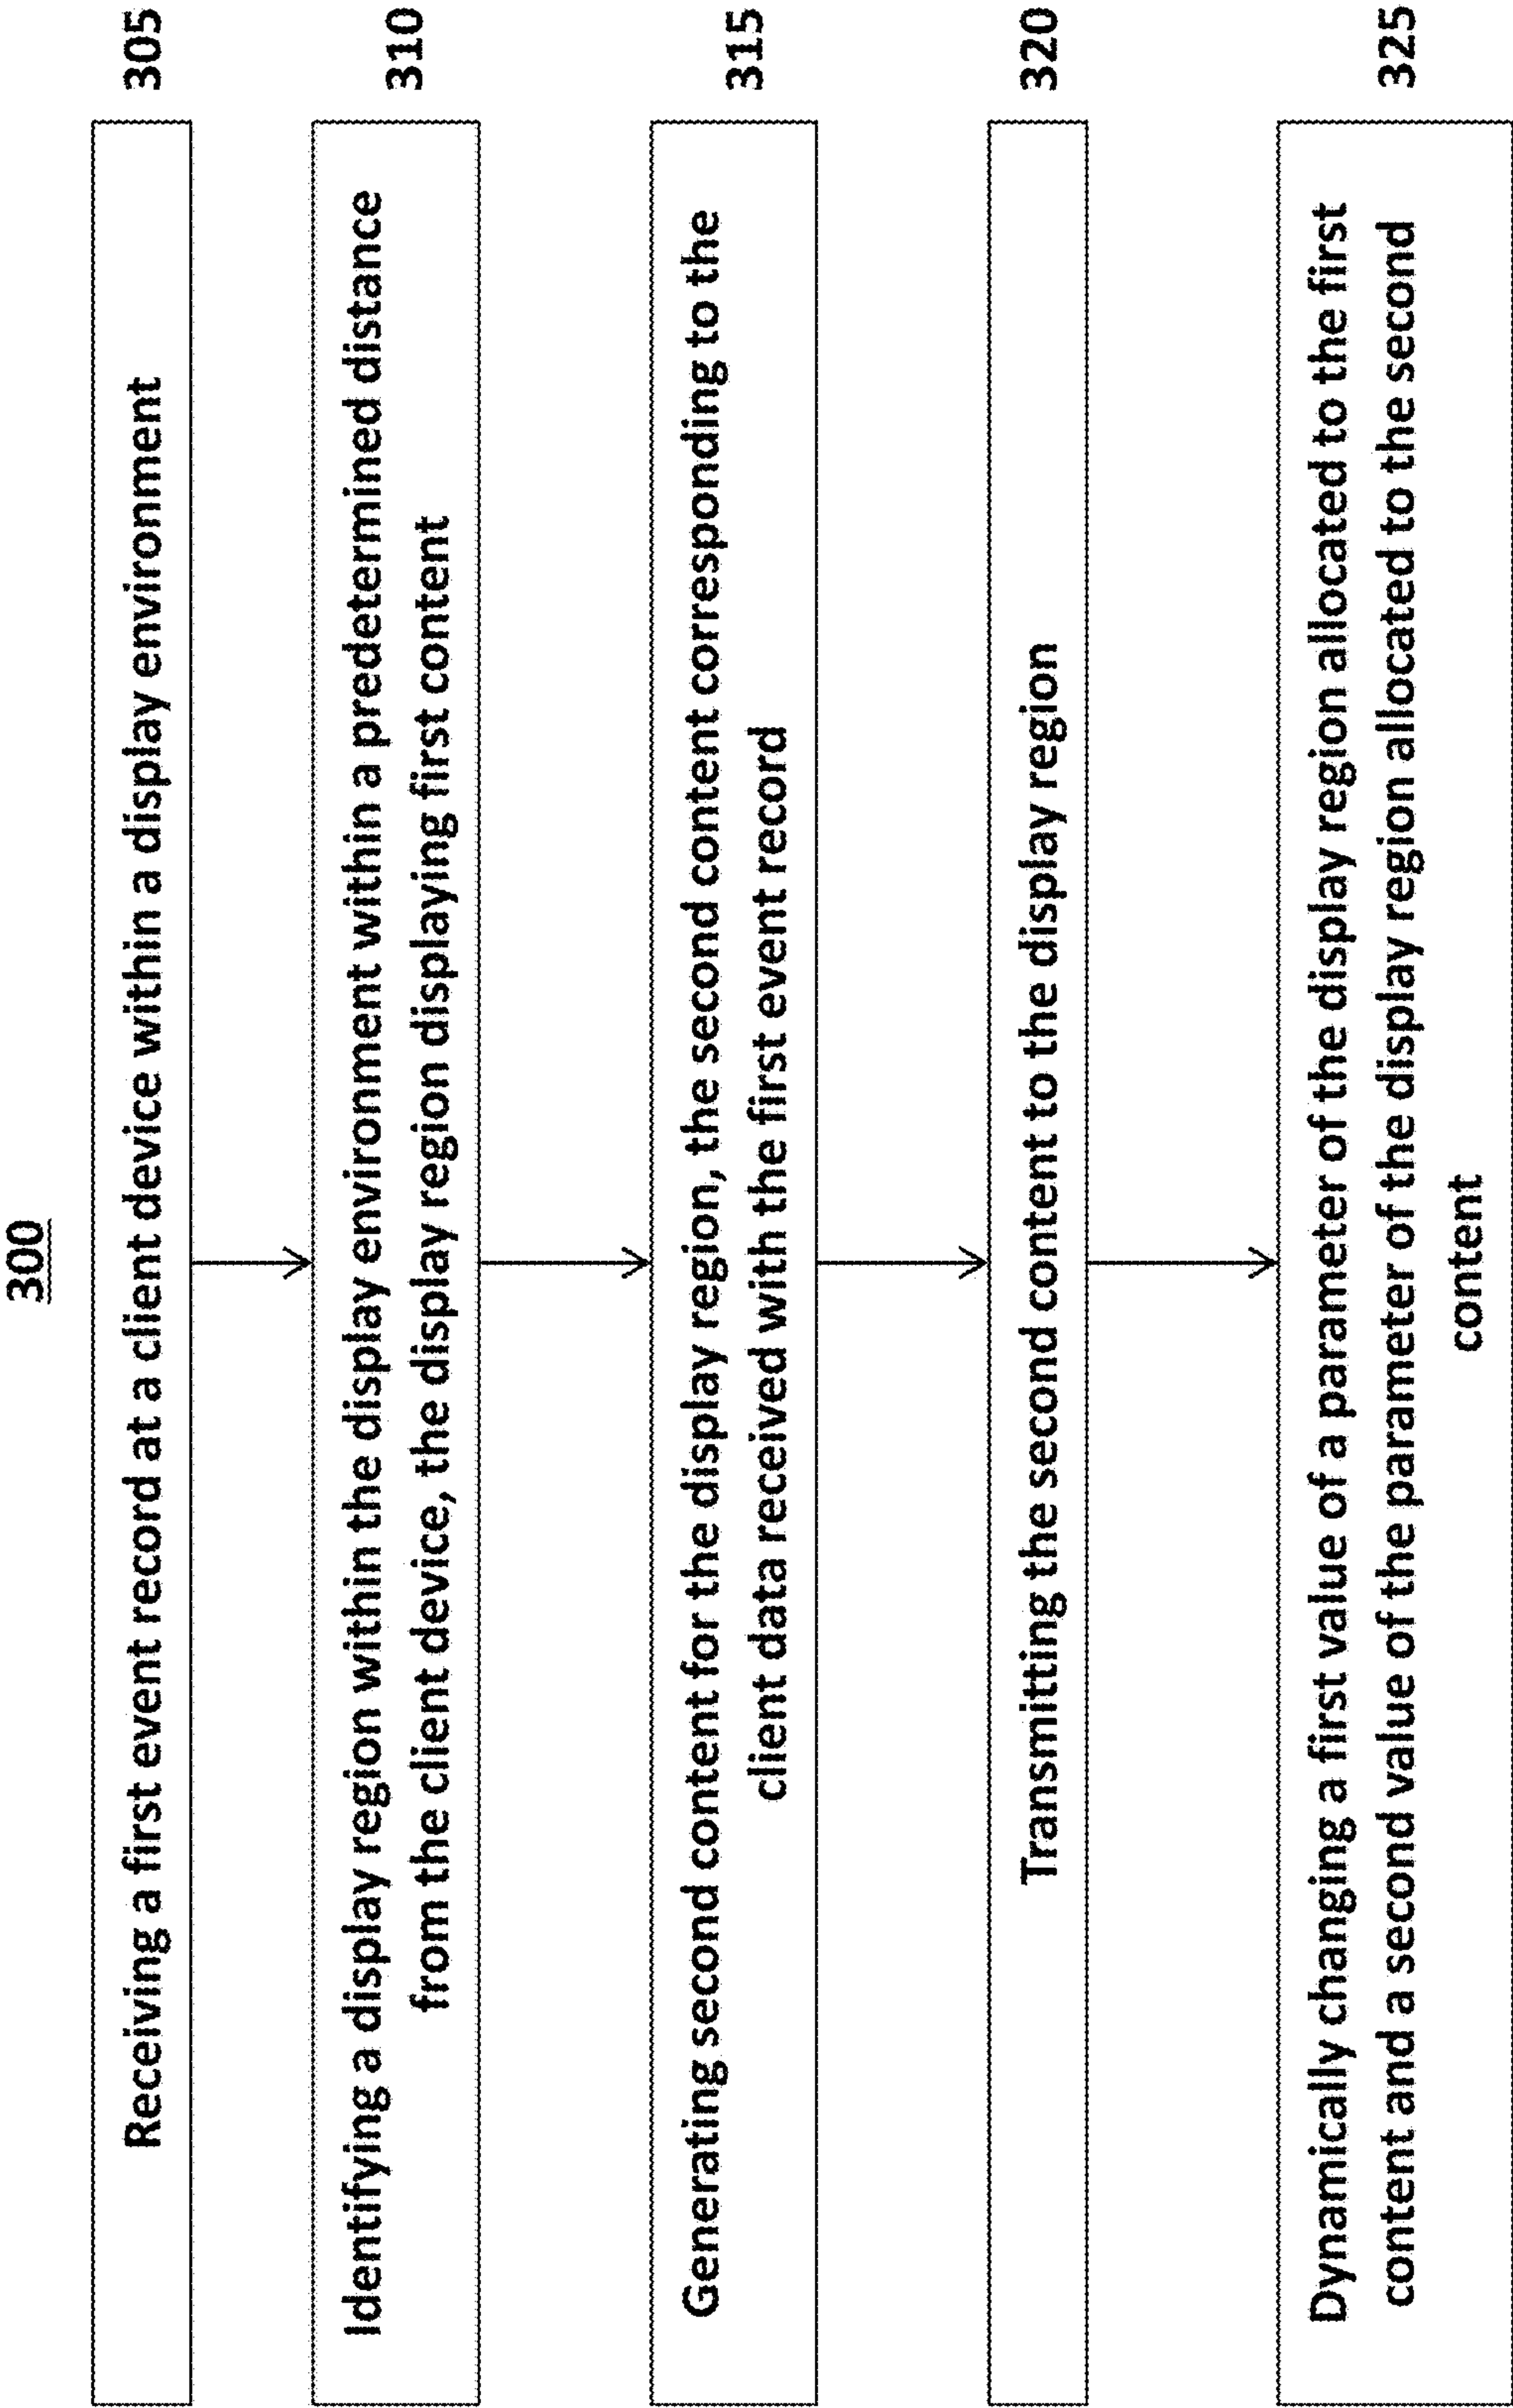 300
Receiving a first event record at a client device within a display environment
305
Identifying a display region within the display environment within a predetermined distance
from the client device, the display region displaying first content
310
Generating second content for the display region, the second content corresponding to the
client data received with the first event record
315
Transmitting the second content to the display region
320
Dynamically changing a first value of a parameter of the display region allocated to the first
content and a second value of the parameter of the display region allocated to the second
content
325